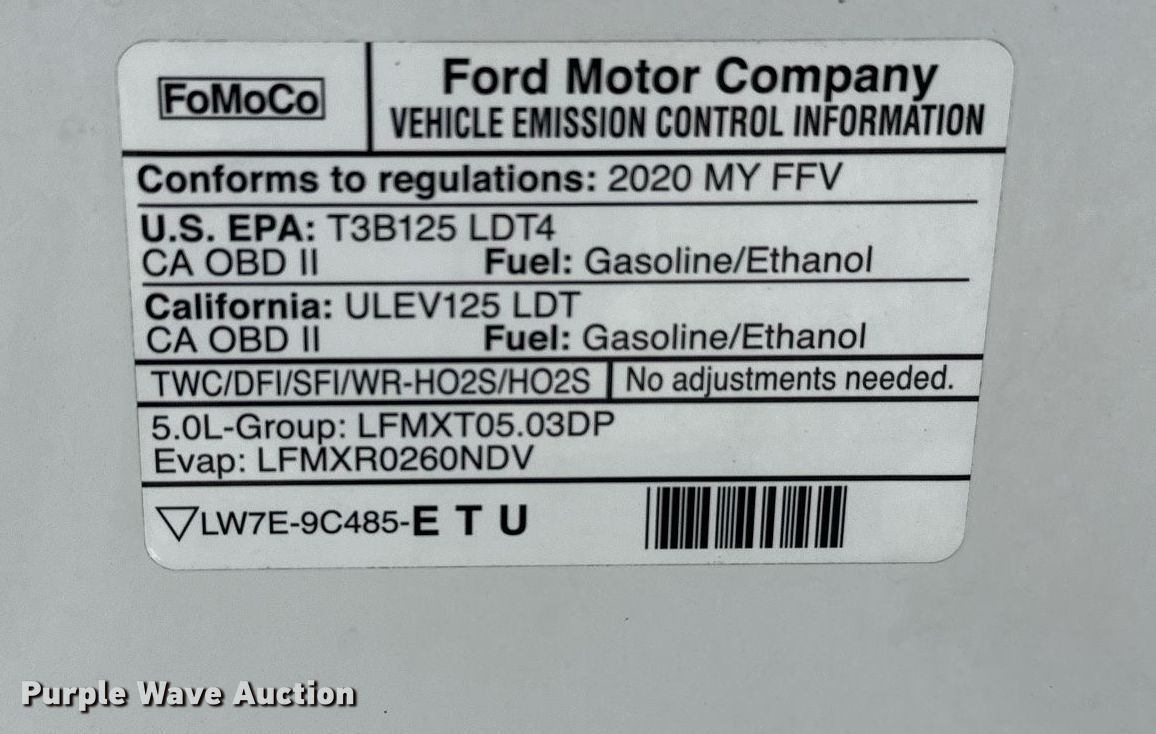 FoMoCo
Ford Motor Company
VEHICLE EMISSION CONTROL INFORMATION
Conforms to regulations: 2020 MY FFV
U.S. EPA: T3B125 LDT4
CA OBD II Fuel: Gasoline/Ethanol
California: ULEV125 LDT
CA OBD II Fuel: Gasoline/Ethanol
TWC/DFI/SFI/WR-HO2S/HO2S No adjustments needed.
5.0L-Group: LFMXT05.03DP
Evap: LFMXR0260NDV
LW7E-9C485-E T U
Purple Wave Auction